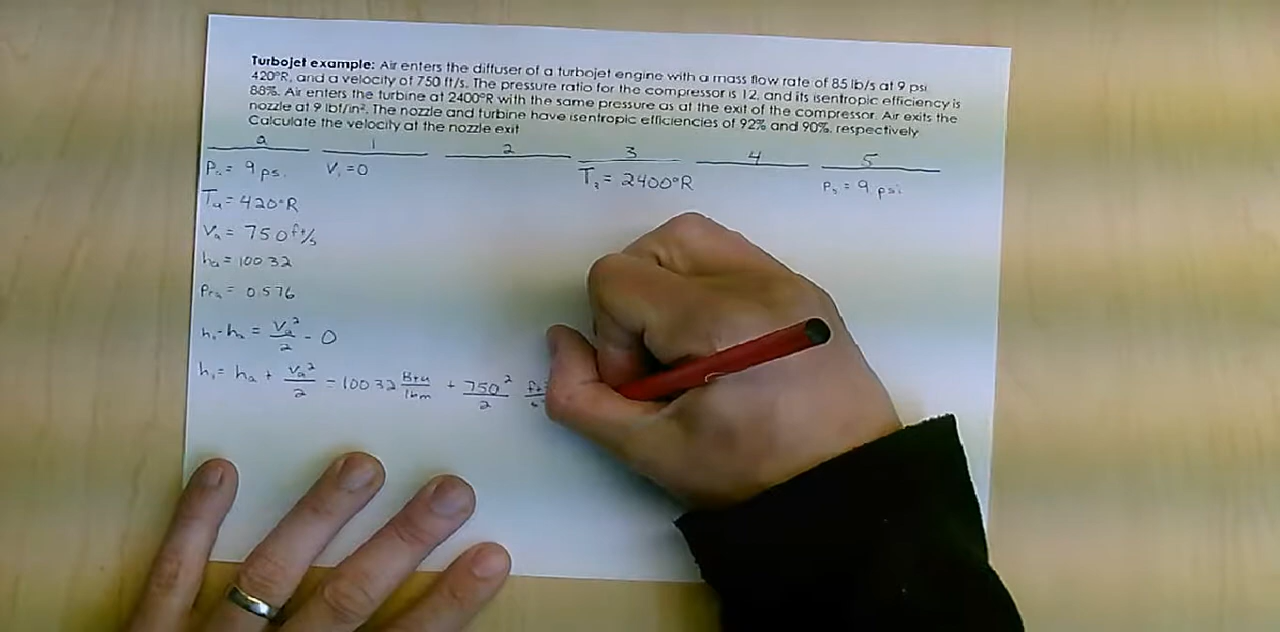 Turbojet example: Air enters the diffuser of a turbojet engine with a mass flow rate of 85 lb/s at 9 psi
420°R, and a velocity of 750 ft/s. The pressure ratio for the compressor is 12, and its isentropic efficiency is
88%. Air enters the turbine at 2400°R with the same pressure as at the exit of the compressor. Air exits the
nozzle at 9 lbf/in². The nozzle and turbine have isentropic efficiencies of 92% and 90%, respectively
Calculate the velocity at the nozzle exit
a 1 2 3 4 5
Pₐ = 9 psi V₁ = 0 T₃ = 2400°R P₅ = 9 psi
Tₐ = 420°R
Vₐ = 750 ft/s
hₐ = 100 32
Prₐ = 0.576
h₁-hₐ = Vₐ²/2 - 0
h₁ = hₐ + Vₐ²/2 = 100 32 Btu/lbm + 750²/2